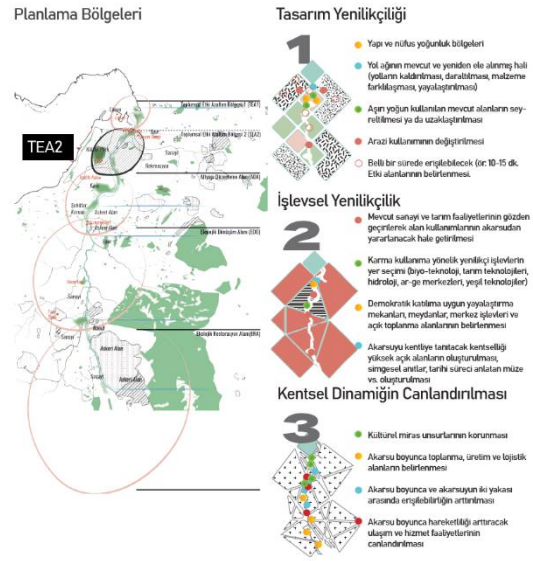 Planlama Bölgeleri
TEA2
Sanayi
Askeri Alan
Askeri Alan
Sanayi
Tasarım Yenilikçiliği
1
Yapı ve nüfus yoğunluk bölgeleri
Yol ağının mevcut ve yeniden ele alınmış hali
(yolların kaldırılması, daraltılması, malzeme
farklılaşması, yayalaştırılması)
Aşırı yoğun kullanılan mevcut alanların sey-
reltilmesi ya da uzaklaştırılması
Arazi kullanımının değiştirilmesi
Belli bir sürede erişilebilecek (ör: 10-15 dk.
Etki alanlarının belirlenmesi.
İşlevsel Yenilikçilik
2
Mevcut sanayi ve tarım faaliyetlerinin gözden
geçirilerek alan kullanımlarının akarsudan
yararlanacak hale getirilmesi
Karma kullanıma yönelik yenilikçi işlevlerin
yer seçimi (biyo-teknoloji, tarım teknolojileri,
hidroloji, ar-ge merkezleri, yeşil teknolojiler)
Demokratik katılıma uygun yayalaştırma
mekanları, meydanlar, merkez işlevleri ve
açık toplanma alanlarının belirlenmesi
Akarsuyu kentliye tanıtacak kentselliği
yüksek açık alanların oluşturulması,
simgesel anıtlar, tarihi süreci anlatan müze
vs. oluşturulması
Kentsel Dinamiğin Canlandırılması
3
Kültürel miras unsurlarının korunması
Akarsu boyunca toplanma, üretim ve lojistik
alanların belirlenmesi
Akarsu boyunca ve akarsuyun iki yakası
arasında erişilebilirliğin arttırılması
Akarsu boyunca hareketliliği arttıracak
ulaşım ve hizmet faaliyetlerinin
canlandırılması